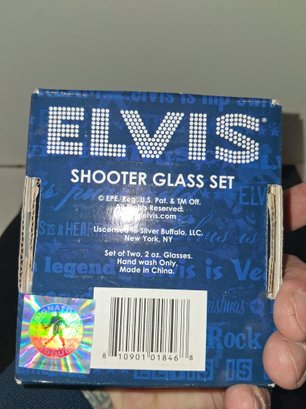 ELVIS®
SHOOTER GLASS SET
© EPE. Reg. U.S. Pat. & TM Off.
All Rights Reserved.
elvis.com
Liscensed to Silver Buffalo, LLC.
New York, NY
Set of Two, 2 oz. Glasses.
Hand wash Only.
Made in China.
8 10901 01846 8